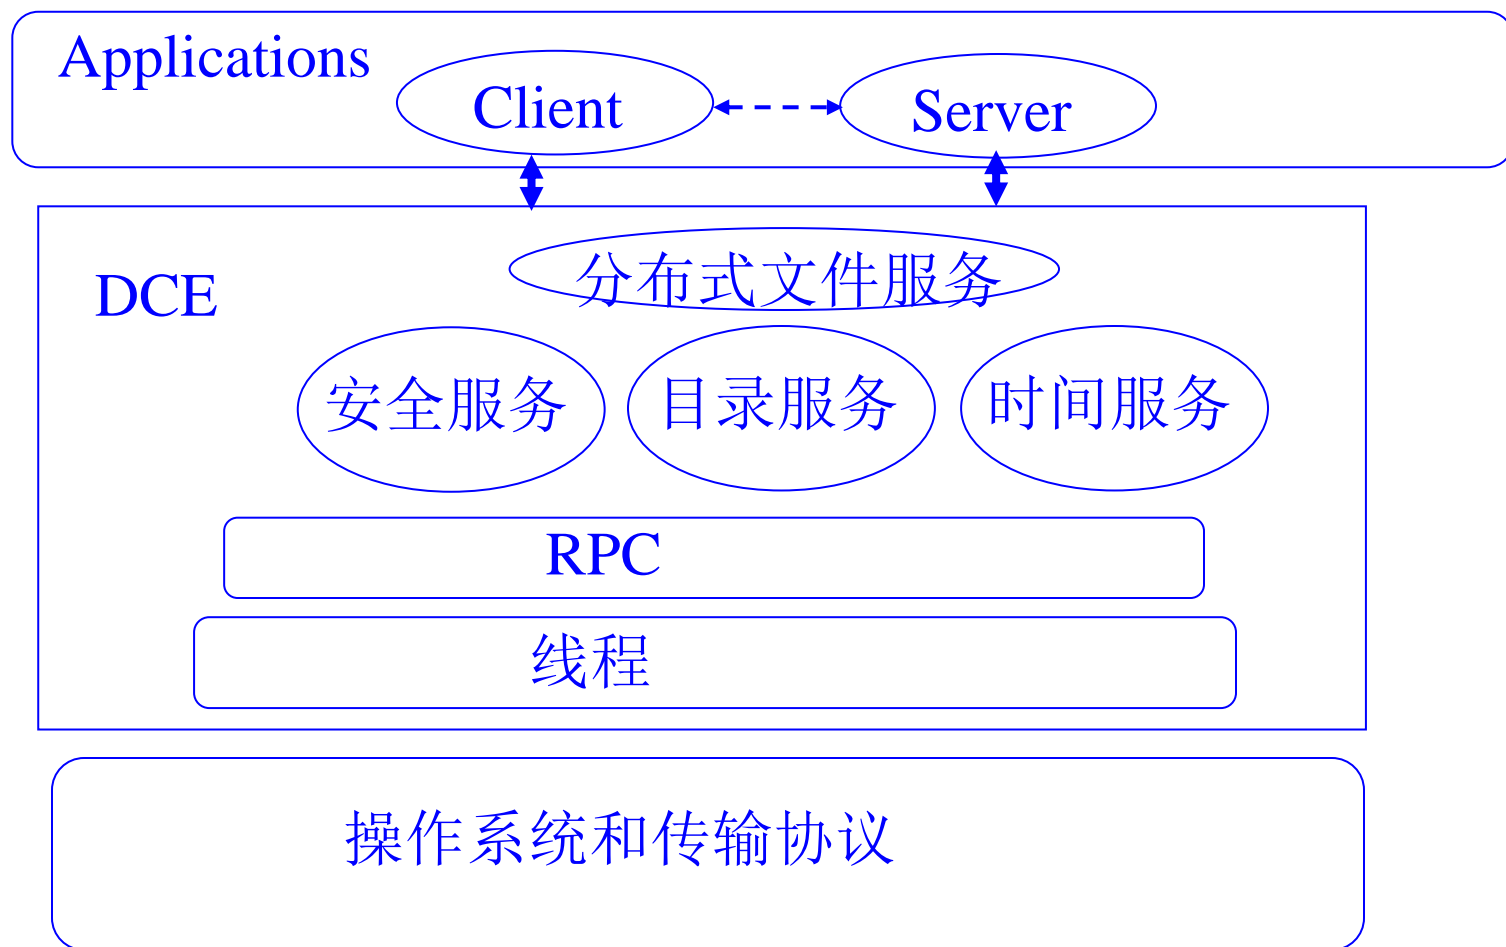 Applications
Client
Server
DCE
分布式文件服务
安全服务
目录服务
时间服务
RPC
线程
操作系统和传输协议